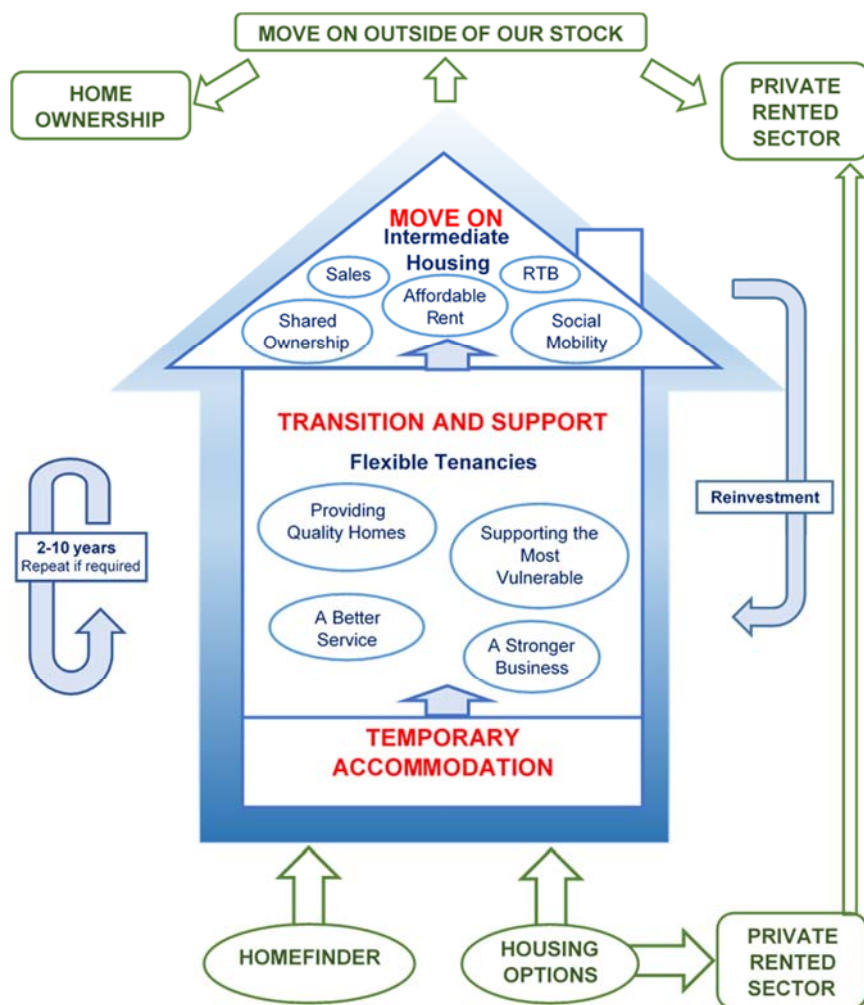 MOVE ON OUTSIDE OF OUR STOCK
HOME
OWNERSHIP
PRIVATE
RENTED
SECTOR
MOVE ON
Intermediate
Housing
Sales
RTB
Affordable
Rent
Shared
Ownership
Social
Mobility
TRANSITION AND SUPPORT
Flexible Tenancies
Providing
Quality Homes
Supporting the
Most
Vulnerable
A Better
Service
A Stronger
Business
2-10 years
Repeat if required
Reinvestment
TEMPORARY
ACCOMMODATION
HOMEFINDER
HOUSING
OPTIONS
PRIVATE
RENTED
SECTOR